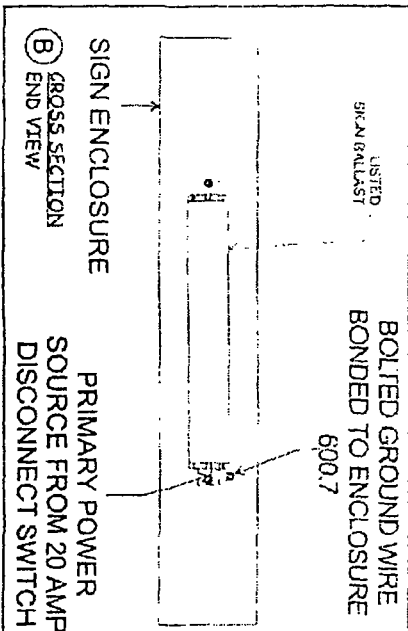 LISTED
SIGN BALLAST
BOLTED GROUND WIRE
BONDED TO ENCLOSURE
600.7
SIGN ENCLOSURE
PRIMARY POWER
SOURCE FROM 20 AMP
DISCONNECT SWITCH
B CROSS SECTION
END VIEW